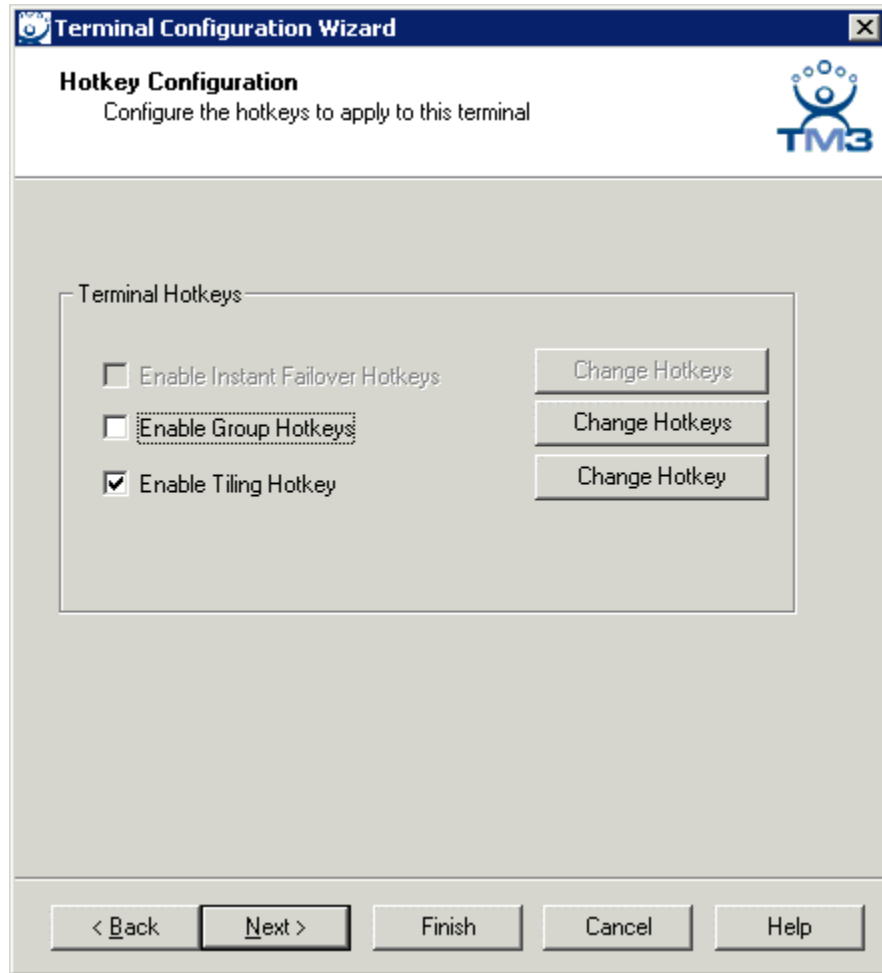 Terminal Configuration Wizard
Hotkey Configuration
Configure the hotkeys to apply to this terminal
TM3
Terminal Hotkeys
Enable Instant Failover Hotkeys
Change Hotkeys
Enable Group Hotkeys
Change Hotkeys
Enable Tiling Hotkey
Change Hotkey
< Back
Next >
Finish
Cancel
Help